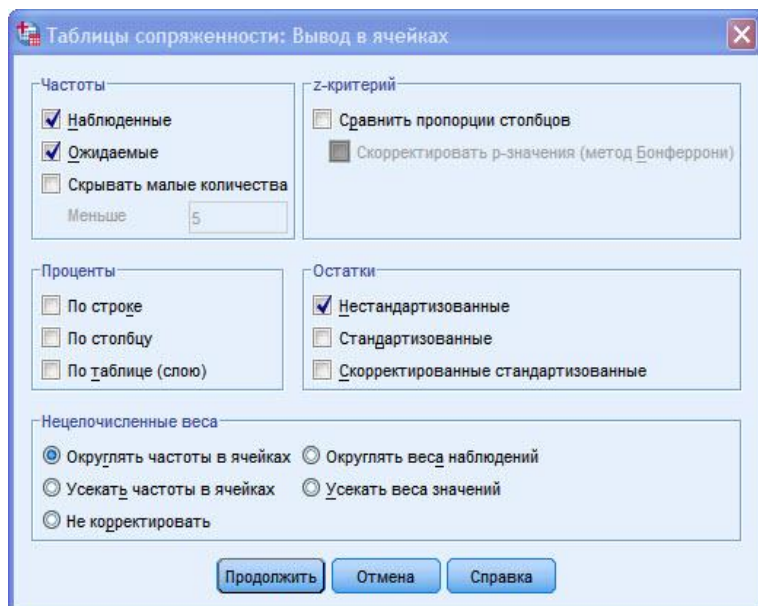 Таблицы сопряженности: Вывод в ячейках
Частоты
Наблюденные
Ожидаемые
Скрывать малые количества
Меньше 5
z-критерий
Сравнить пропорции столбцов
Скорректировать p-значения (метод Бонферрони)
Проценты
По строке
По столбцу
По таблице (слою)
Остатки
Нестандартизованные
Стандартизованные
Скорректированные стандартизованные
Нецелочисленные веса
Округлять частоты в ячейках Округлять веса наблюдений
Усекать частоты в ячейках Усекать веса значений
Не корректировать
Продолжить Отмена Справка